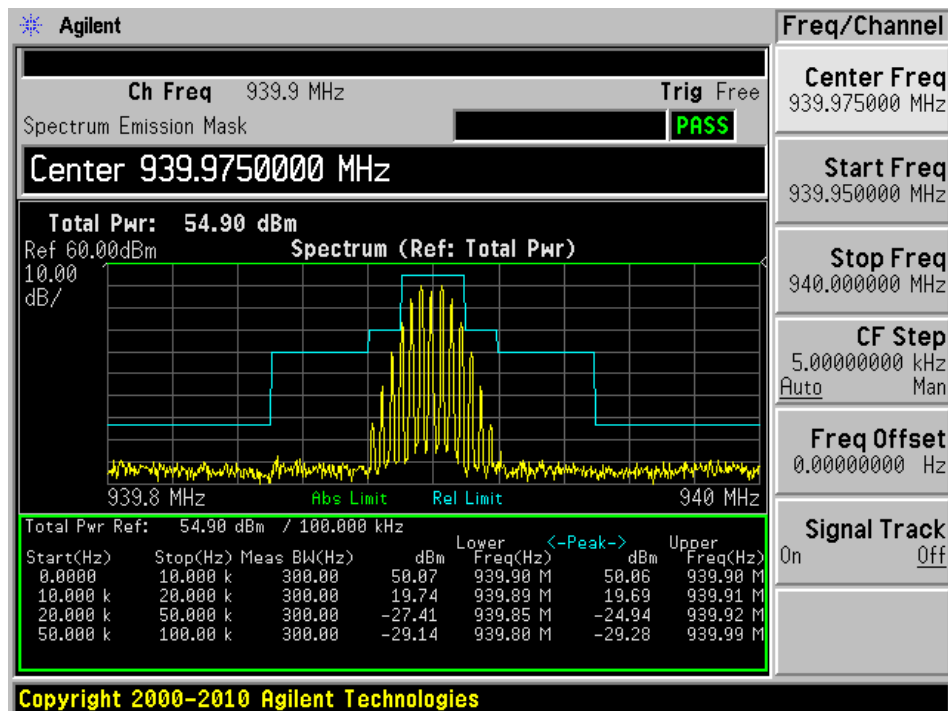 Agilent
Ch Freq 939.9 MHz Trig Free
Spectrum Emission Mask PASS
Center 939.9750000 MHz
Total Pwr: 54.90 dBm
Ref 60.00dBm Spectrum (Ref: Total Pwr)
10.00
dB/
939.8 MHz Abs Limit Rel Limit 940 MHz
Total Pwr Ref: 54.90 dBm / 100.000 kHz
Lower <-Peak-> Upper
Start(Hz) Stop(Hz) Meas BW(Hz) dBm Freq(Hz) dBm Freq(Hz)
0.0000 10.000 k 300.00 50.07 939.90 M 50.06 939.90 M
10.000 k 20.000 k 300.00 19.74 939.89 M 19.69 939.91 M
20.000 k 50.000 k 300.00 -27.41 939.85 M -24.94 939.92 M
50.000 k 100.00 k 300.00 -29.14 939.80 M -29.28 939.99 M
Freq/Channel
Center Freq
939.975000 MHz
Start Freq
939.950000 MHz
Stop Freq
940.000000 MHz
CF Step
5.00000000 kHz
Auto Man
Freq Offset
0.00000000 Hz
Signal Track
On Off
Copyright 2000-2010 Agilent Technologies